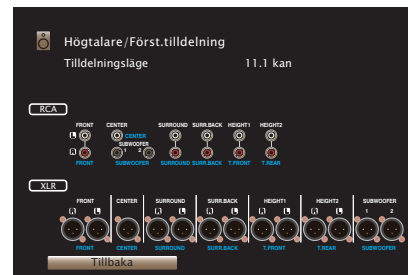 Högtalare/Först.tilldelning
Tilldelningsläge 11.1 kan
RCA
FRONT CENTER SURROUND SURR.BACK HEIGHT1 HEIGHT2
L CENTER
SUBWOOFER
R 1 2
FRONT SUBWOOFER SURROUND SURR.BACK T.FRONT T.REAR
XLR
FRONT CENTER SURROUND SURR.BACK HEIGHT1 HEIGHT2 SUBWOOFER
R L R L R L R L R L 1 2
FRONT CENTER SURROUND SURR.BACK T.FRONT T.REAR SUBWOOFER
Tillbaka